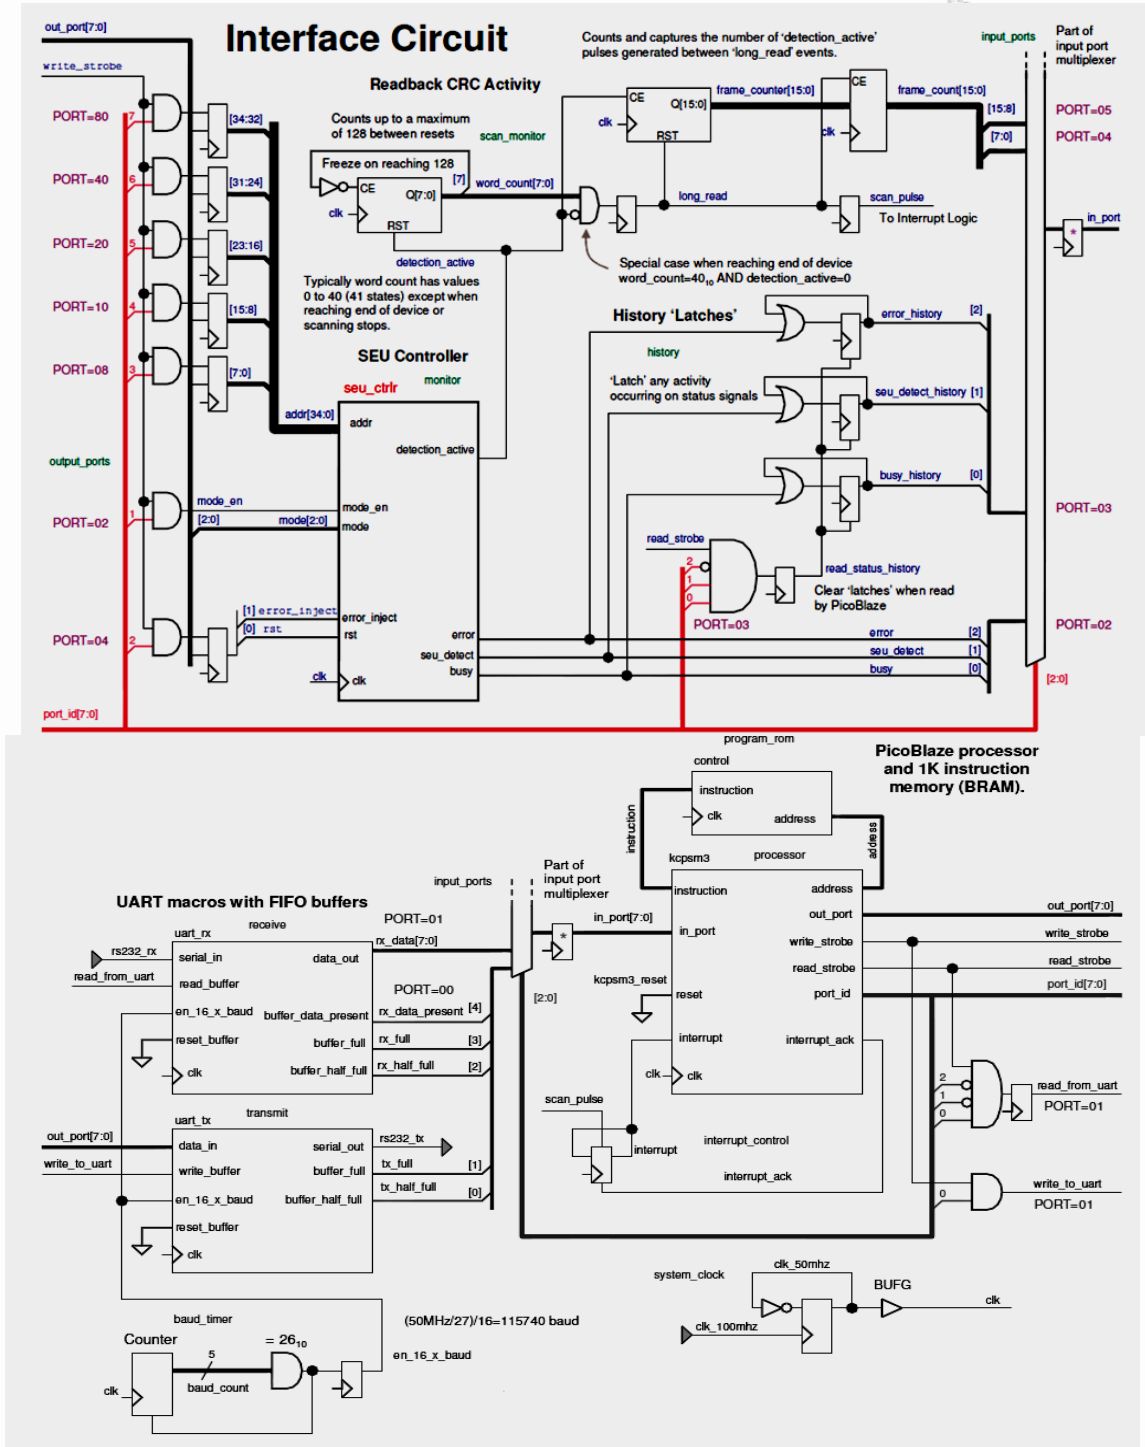 out_port[7:0]
Interface Circuit
write_strobe
Readback CRC Activity
Counts and captures the number of 'detection_active'
pulses generated between 'long_read' events.
input_ports
Part of
input port
multiplexer
PORT=80
7
[34:32]
Counts up to a maximum
of 128 between resets
scan_monitor
CE
Q[15:0]
clk
RST
frame_counter[15:0]
CE
clk
frame_count[15:0]
[15:8]
PORT=05
[7:0]
PORT=04
Freeze on reaching 128
CE
Q[7:0]
clk
RST
[7]
word_count[7:0]
long_read
scan_pulse
To Interrupt Logic
in_port
*
PORT=40
6
[31:24]
PORT=20
5
[23:16]
detection_active
Special case when reaching end of device
word_count=40₁₀ AND detection_active=0
Typically word count has values
0 to 40 (41 states) except when
reaching end of device or
scanning stops.
PORT=10
4
[15:8]
History 'Latches'
error_history
[2]
history
PORT=08
3
[7:0]
SEU Controller
seu_ctrlr
monitor
'Latch' any activity
occurring on status signals
seu_detect_history
[1]
addr[34:0]
addr
detection_active
output_ports
busy_history
[0]
mode_en
mode_en
PORT=02
1
[2:0]
mode[2:0]
mode
PORT=03
read_strobe
2
1
0
PORT=03
read_status_history
Clear 'latches' when read
by PicoBlaze
[1] error_inject
error_inject
[0] rst
rst
PORT=04
2
error
error
[2]
PORT=02
seu_detect
seu_detect
[1]
busy
busy
[0]
clk
clk
[2:0]
port_id[7:0]
program_rom
control
PicoBlaze processor
and 1K instruction
memory (BRAM).
instruction
clk
address
instruction
address
kcpsm3
processor
Part of
input port
multiplexer
input_ports
instruction
address
UART macros with FIFO buffers
PORT=01
in_port[7:0]
in_port
out_port
out_port[7:0]
receive
uart_rx
rx_data[7:0]
*
write_strobe
write_strobe
rs232_rx
serial_in
data_out
read_strobe
read_strobe
read_from_uart
read_buffer
PORT=00
[2:0]
kcpsm3_reset
reset
port_id
port_id[7:0]
en_16_x_baud
buffer_data_present
rx_data_present
[4]
reset_buffer
buffer_full
rx_full
[3]
interrupt
interrupt_ack
clk
buffer_half_full
rx_half_full
[2]
clk
clk
2
1
0
read_from_uart
PORT=01
transmit
uart_tx
scan_pulse
out_port[7:0]
data_in
serial_out
rs232_tx
interrupt
interrupt_control
write_to_uart
write_buffer
buffer_full
tx_full
[1]
interrupt_ack
en_16_x_baud
buffer_half_full
tx_half_full
[0]
0
write_to_uart
PORT=01
reset_buffer
clk
system_clock
clk_50mhz
BUFG
clk
clk_100mhz
baud_timer
(50MHz/27)/16=115740 baud
Counter
= 26₁₀
5
baud_count
clk
en_16_x_baud